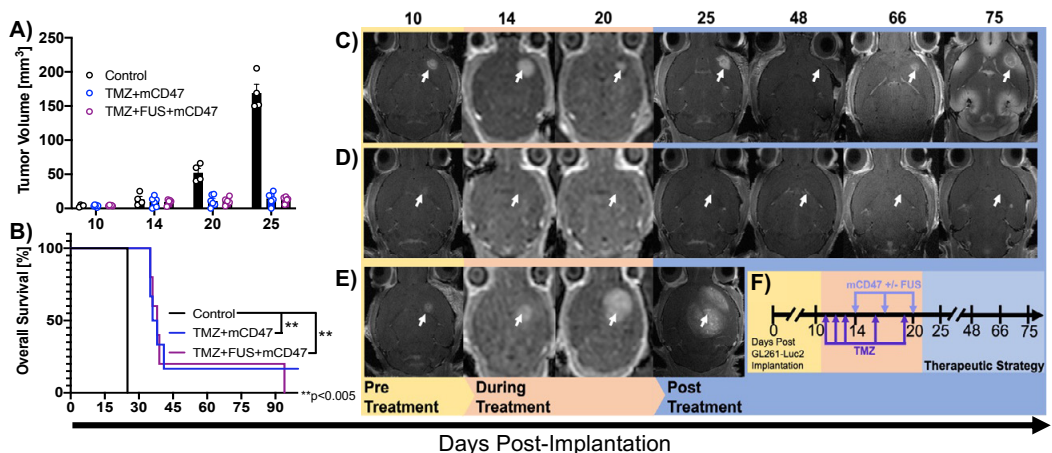 A)
Tumor Volume [mm³]
250
200
150
100
50
0
Control
TMZ+mCD47
TMZ+FUS+mCD47
10 14 20 25
B)
Overall Survival [%]
100
50
0
Control
TMZ+mCD47
TMZ+FUS+mCD47
**
**
**p<0.005
0 15 30 45 60 75 90
10 14 20 25 48 66 75
C)
D)
E)
F)
mCD47 +/- FUS
0 10 14 20 25 48 66 75
Days Post
GL261-Luc2
Implantation
TMZ
Therapeutic Strategy
Pre
Treatment
During
Treatment
Post
Treatment
Days Post-Implantation